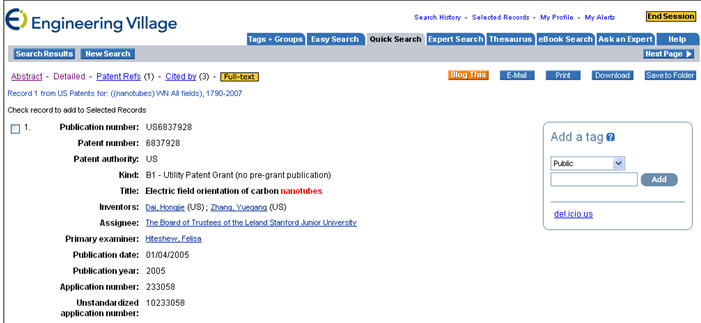 Engineering Village
Search History - Selected Records - My Profile - My Alerts
End Session
Tags + Groups Easy Search Quick Search Expert Search Thesaurus eBook Search Ask an Expert Help
Search Results New Search Next Page
Abstract - Detailed - Patent Refs (1) - Cited by (3) - Full-text
Blog This E-Mail Print Download Save to Folder
Record 1 from US Patents for: ((nanotubes) WN All fields), 1790-2007
Check record to add to Selected Records
1. Publication number: US6837928
Patent number: 6837928
Patent authority: US
Kind: B1 - Utility Patent Grant (no pre-grant publication)
Title: Electric field orientation of carbon nanotubes
Inventors: Dai, Hongjie (US) ; Zhang, Yuegang (US)
Assignee: The Board of Trustees of the Leland Stanford Junior University
Primary examiner: Hiteshew, Felisa
Publication date: 01/04/2005
Publication year: 2005
Application number: 233058
Unstandardized
application number: 10233058
Add a tag ?
Public
Add
del.icio.us